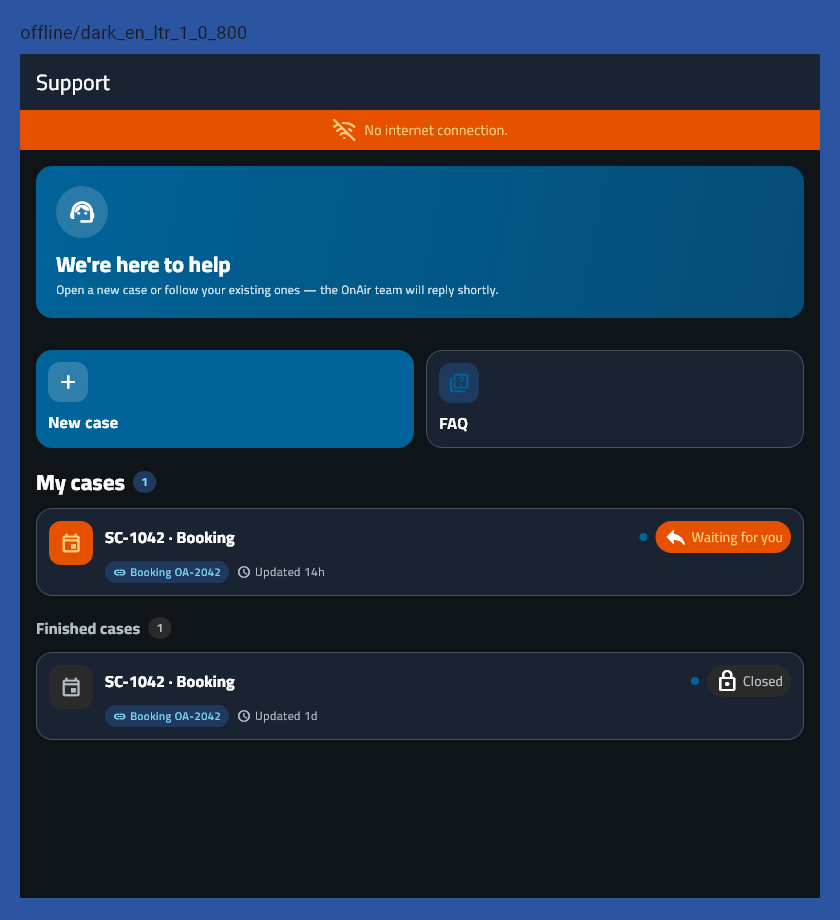 offline/dark_en_ltr_1_0_800
Support
No internet connection.
We're here to help
Open a new case or follow your existing ones — the OnAir team will reply shortly.
New case
FAQ
My cases 1
SC-1042 · Booking
Waiting for you
Booking OA-2042
Updated 14h
Finished cases 1
SC-1042 · Booking
Closed
Booking OA-2042
Updated 1d